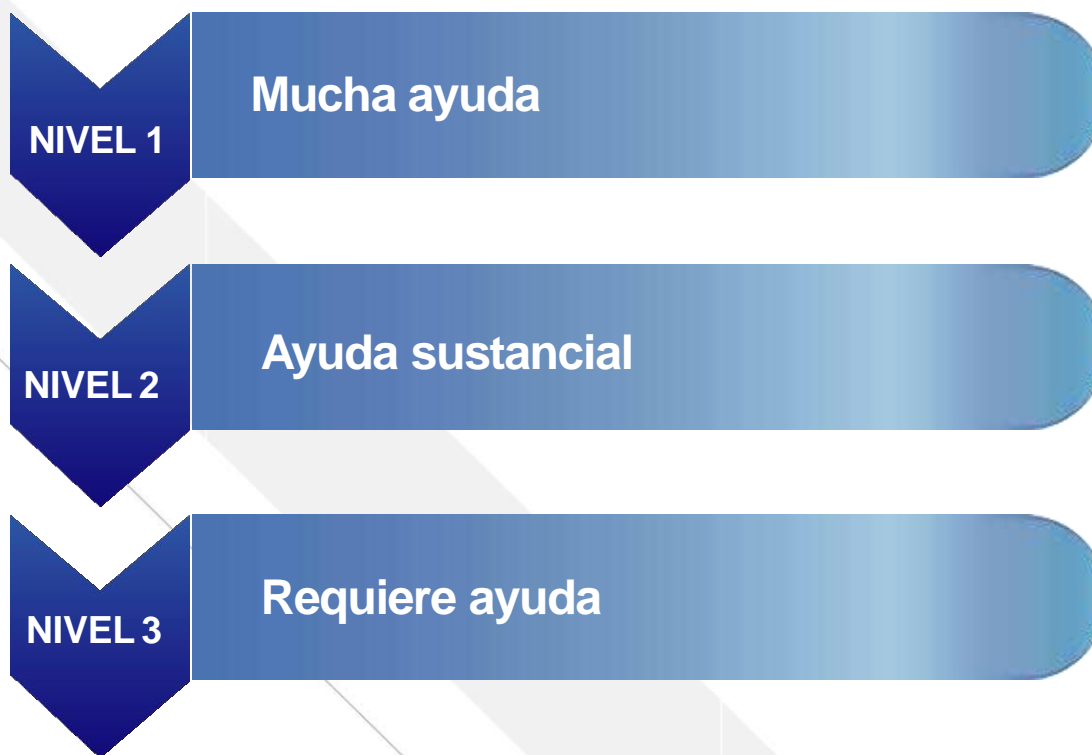 NIVEL 1
Mucha ayuda
NIVEL 2
Ayuda sustancial
NIVEL 3
Requiere ayuda